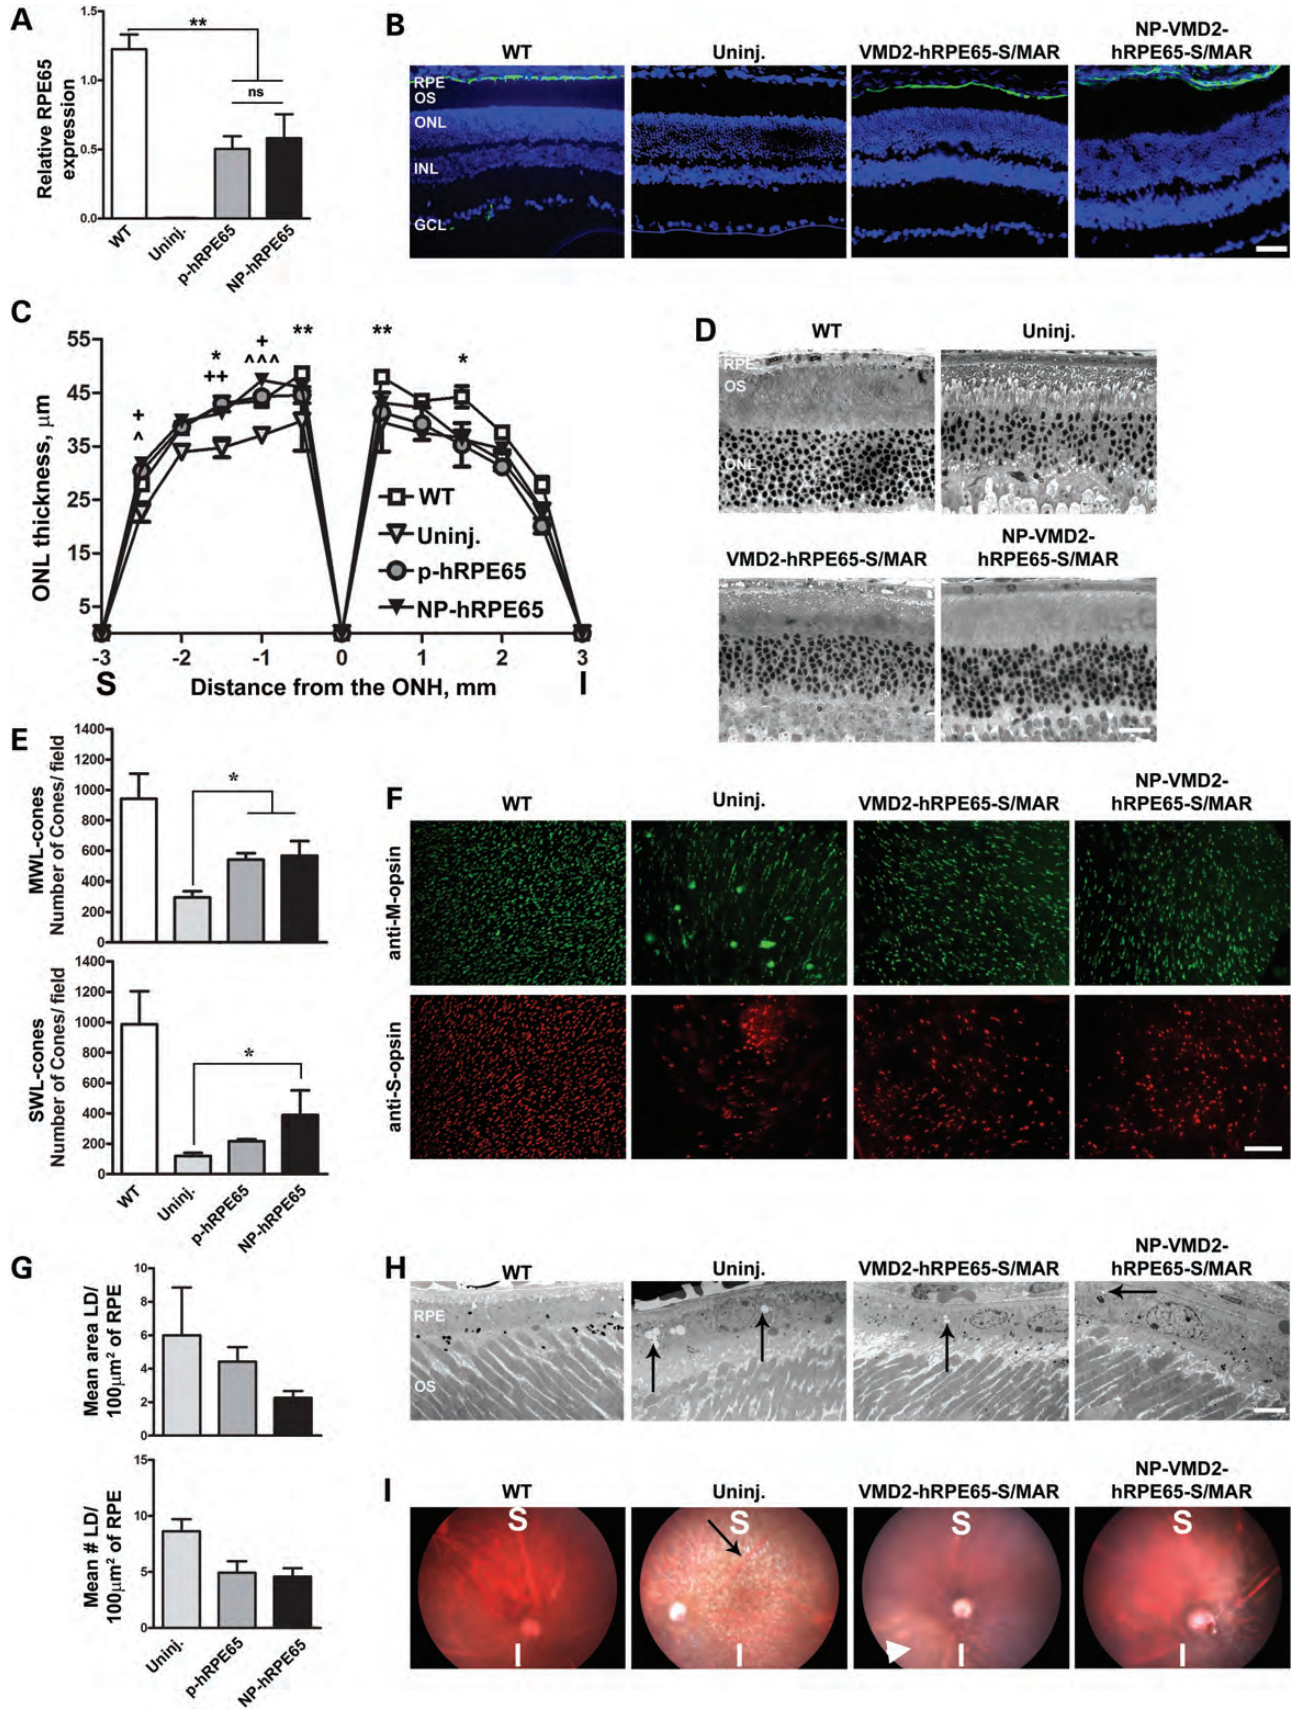 A
Relative RPE65
expression
1.5
1.0
0.5
0.0
**
ns
WT
Uninj.
p-hRPE65
NP-hRPE65
B
WT
Uninj.
VMD2-hRPE65-S/MAR
NP-VMD2-
hRPE65-S/MAR
RPE
OS
ONL
INL
GCL
C
ONL thickness, μm
55
45
35
25
15
5
+
^
*
++
+
^^^
**
**
*
WT
Uninj.
p-hRPE65
NP-hRPE65
-3
-2
-1
0
1
2
3
S
Distance from the ONH, mm
I
D
WT
Uninj.
RPE
OS
ONL
VMD2-hRPE65-S/MAR
NP-VMD2-
hRPE65-S/MAR
E
MWL-cones
Number of Cones/ field
1400
1200
1000
800
600
400
200
0
*
SWL-cones
Number of Cones/ field
1400
1200
1000
800
600
400
200
0
*
WT
Uninj.
p-hRPE65
NP-hRPE65
F
WT
Uninj.
VMD2-hRPE65-S/MAR
NP-VMD2-
hRPE65-S/MAR
anti-M-opsin
anti-S-opsin
G
Mean area LD/
100μm² of RPE
10
8
6
4
2
0
Mean # LD/
100μm² of RPE
15
10
5
0
Uninj.
p-hRPE65
NP-hRPE65
H
WT
Uninj.
VMD2-hRPE65-S/MAR
NP-VMD2-
hRPE65-S/MAR
RPE
OS
I
WT
Uninj.
VMD2-hRPE65-S/MAR
NP-VMD2-
hRPE65-S/MAR
S
S
S
S
I
I
I
I